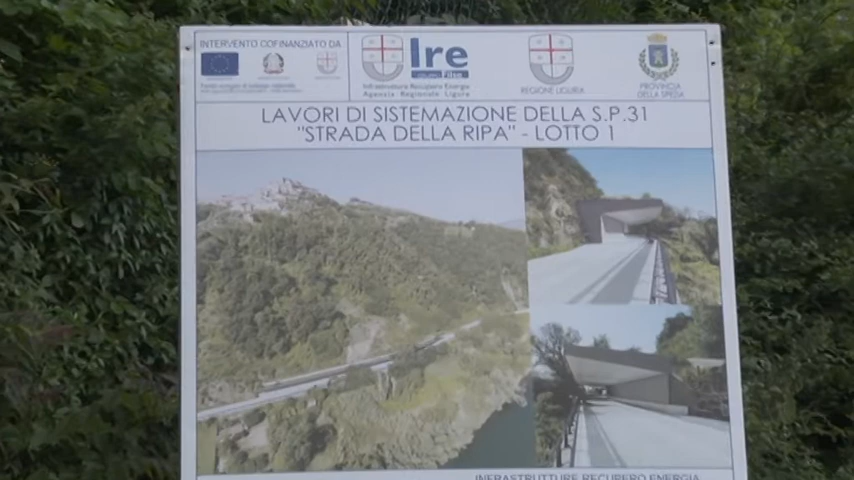 INTERVENTO COFINANZIATO DA
Ire
Infrastrutture Recupero Energia
Agenzia Regionale Ligure
REGIONE LIGURIA
PROVINCIA
DELLA SPEZIA
LAVORI DI SISTEMAZIONE DELLA S.P.31
"STRADA DELLA RIPA" - LOTTO 1
INFRASTRUTTURE RECUPERO ENERGIA